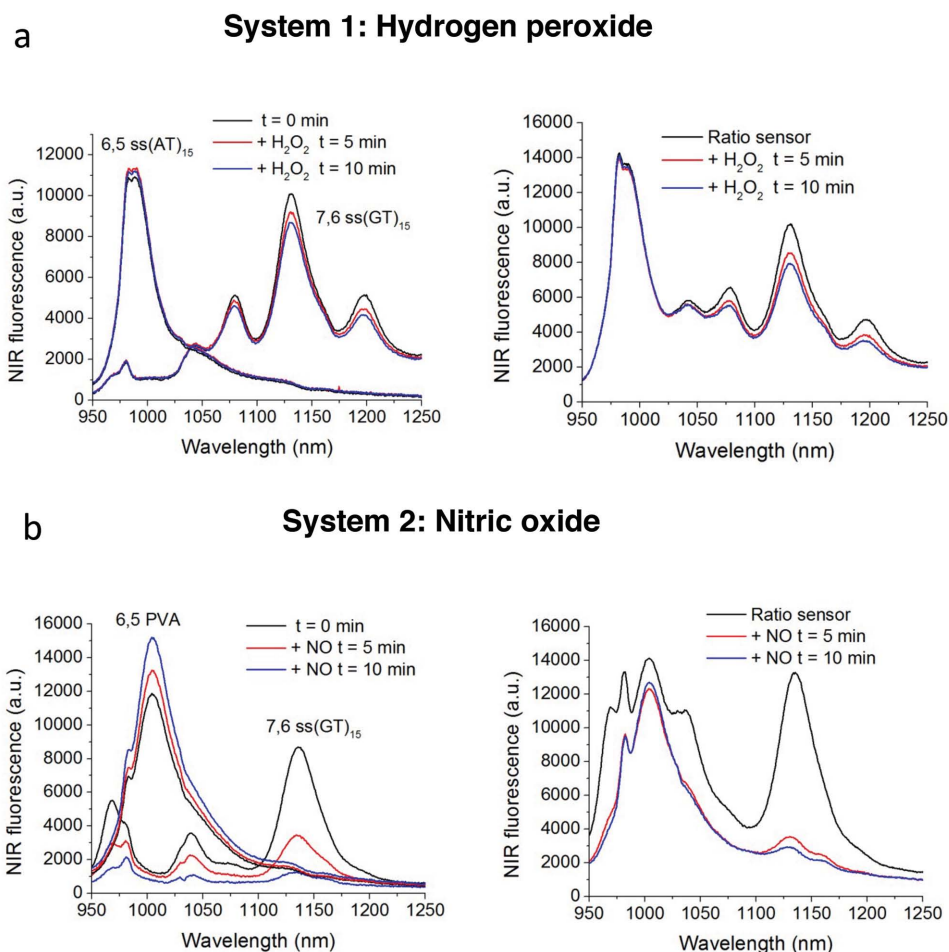 a
System 1: Hydrogen peroxide
t = 0 min
+ H₂O₂ t = 5 min
+ H₂O₂ t = 10 min
6,5 ss(AT)₁₅
7,6 ss(GT)₁₅
NIR fluorescence (a.u.)
12000
10000
8000
6000
4000
2000
0
950 1000 1050 1100 1150 1200 1250
Wavelength (nm)
Ratio sensor
+ H₂O₂ t = 5 min
+ H₂O₂ t = 10 min
NIR fluorescence (a.u.)
16000
14000
12000
10000
8000
6000
4000
2000
0
950 1000 1050 1100 1150 1200 1250
Wavelength (nm)
b
System 2: Nitric oxide
6,5 PVA
t = 0 min
+ NO t = 5 min
+ NO t = 10 min
7,6 ss(GT)₁₅
NIR fluorescence (a.u.)
16000
14000
12000
10000
8000
6000
4000
2000
0
950 1000 1050 1100 1150 1200 1250
Wavelength (nm)
Ratio sensor
+ NO t = 5 min
+ NO t = 10 min
NIR fluorescence (a.u.)
16000
14000
12000
10000
8000
6000
4000
2000
0
950 1000 1050 1100 1150 1200 1250
Wavelength (nm)